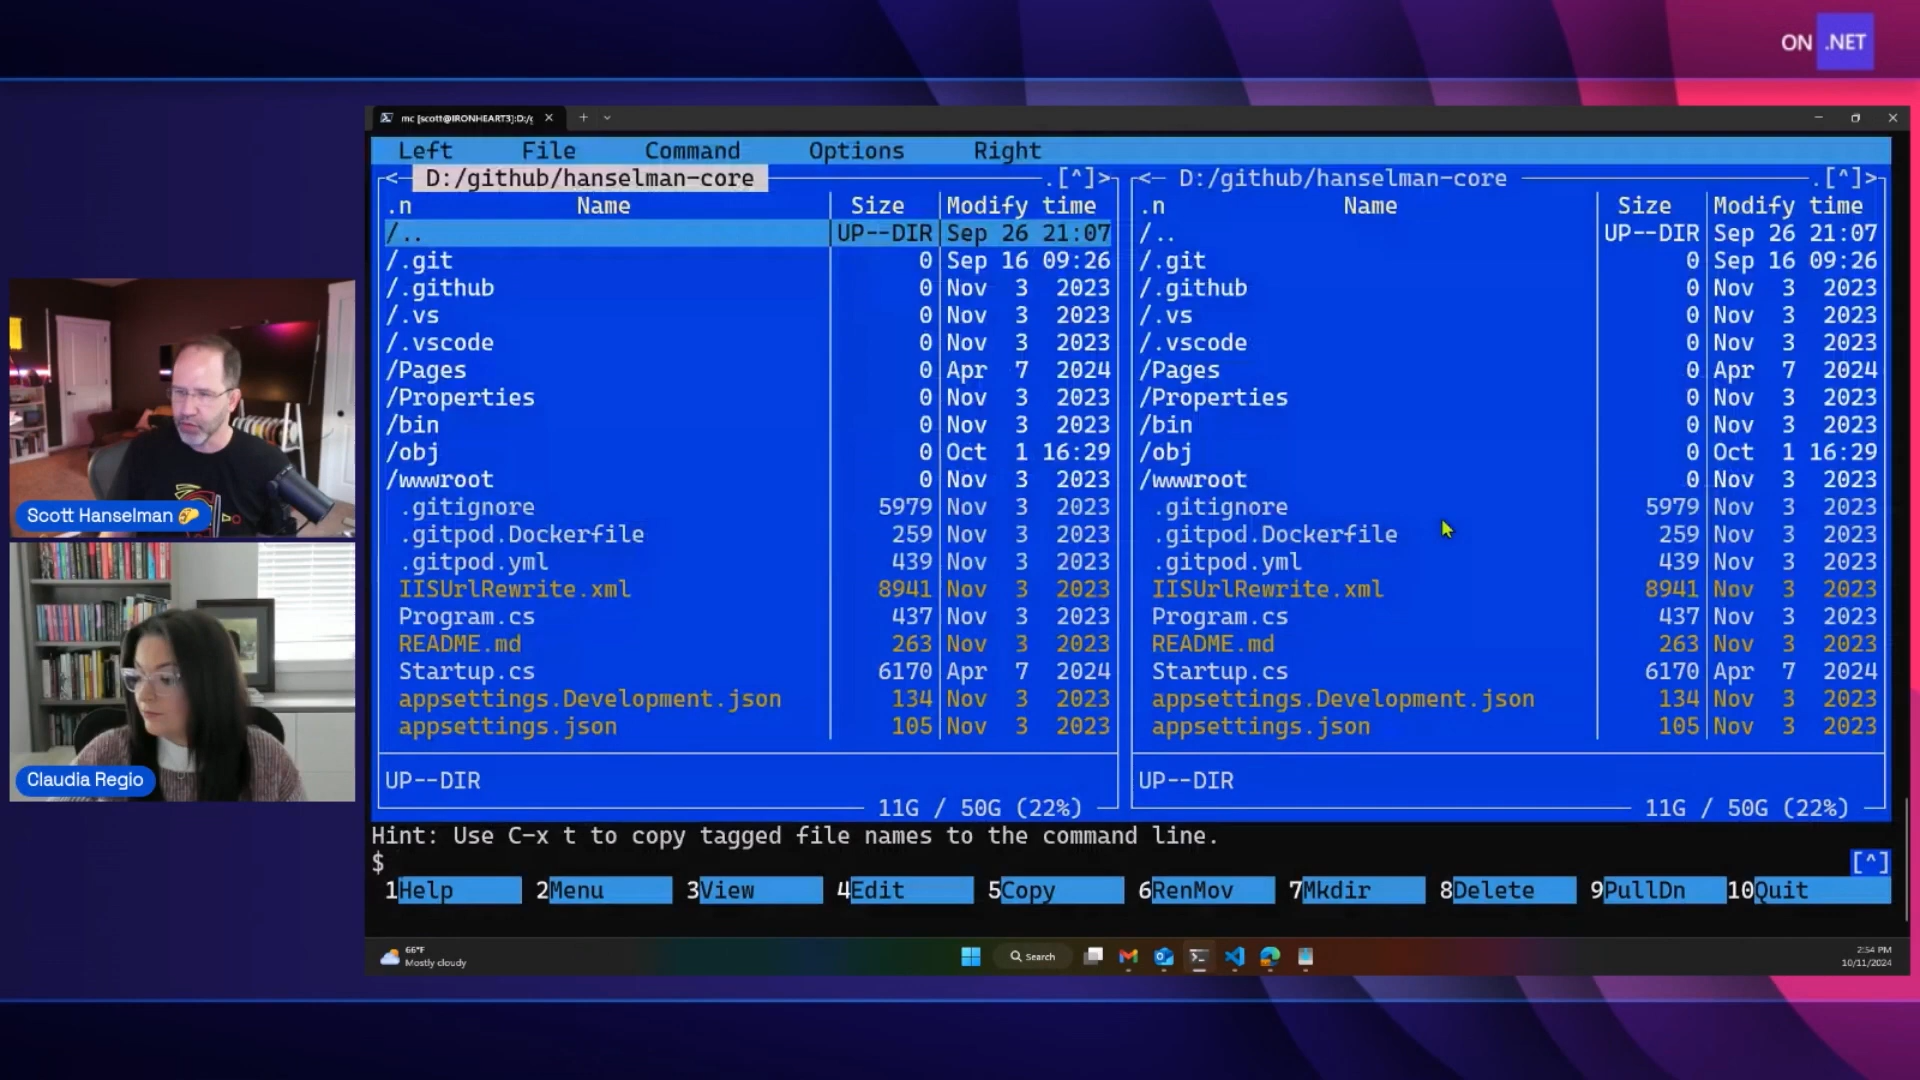 ON .NET
mc [scott@IRONHEART3]:D:/g
Left File Command Options Right
<─ D:/github/hanselman-core .[^]>
.n Name Size Modify time
/.. UP--DIR Sep 26 21:07
/.git 0 Sep 16 09:26
/.github 0 Nov 3 2023
/.vs 0 Nov 3 2023
/.vscode 0 Nov 3 2023
/Pages 0 Apr 7 2024
/Properties 0 Nov 3 2023
/bin 0 Nov 3 2023
/obj 0 Oct 1 16:29
/wwwroot 0 Nov 3 2023
.gitignore 5979 Nov 3 2023
.gitpod.Dockerfile 259 Nov 3 2023
.gitpod.yml 439 Nov 3 2023
IISUrlRewrite.xml 8941 Nov 3 2023
Program.cs 437 Nov 3 2023
README.md 263 Nov 3 2023
Startup.cs 6170 Apr 7 2024
appsettings.Development.json 134 Nov 3 2023
appsettings.json 105 Nov 3 2023
UP--DIR
11G / 50G (22%)
<─ D:/github/hanselman-core .[^]>
.n Name Size Modify time
/.. UP--DIR Sep 26 21:07
/.git 0 Sep 16 09:26
/.github 0 Nov 3 2023
/.vs 0 Nov 3 2023
/.vscode 0 Nov 3 2023
/Pages 0 Apr 7 2024
/Properties 0 Nov 3 2023
/bin 0 Nov 3 2023
/obj 0 Oct 1 16:29
/wwwroot 0 Nov 3 2023
.gitignore 5979 Nov 3 2023
.gitpod.Dockerfile 259 Nov 3 2023
.gitpod.yml 439 Nov 3 2023
IISUrlRewrite.xml 8941 Nov 3 2023
Program.cs 437 Nov 3 2023
README.md 263 Nov 3 2023
Startup.cs 6170 Apr 7 2024
appsettings.Development.json 134 Nov 3 2023
appsettings.json 105 Nov 3 2023
UP--DIR
11G / 50G (22%)
Hint: Use C-x t to copy tagged file names to the command line.
$ [^]
1Help 2Menu 3View 4Edit 5Copy 6RenMov 7Mkdir 8Delete 9PullDn 10Quit
66°F
Mostly cloudy
Search
2:54 PM
10/11/2024
Scott Hanselman 🌮
Claudia Regio